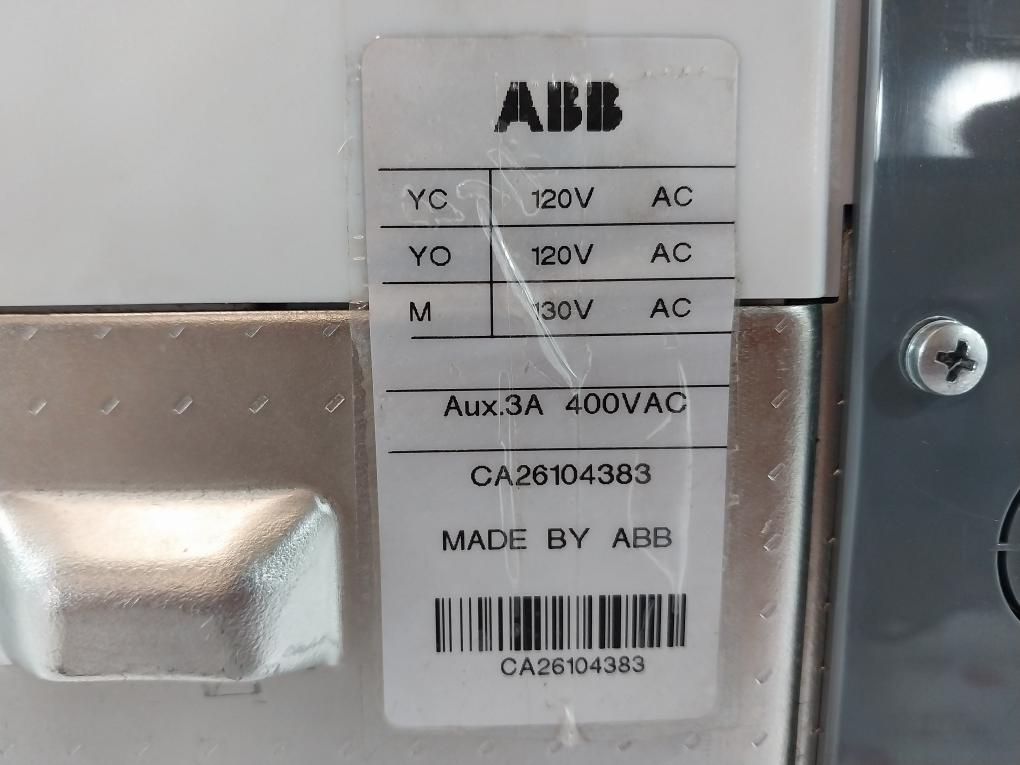 ABB
YC 120V AC
YO 120V AC
M 130V AC
Aux.3A 400VAC
CA26104383
MADE BY ABB
CA26104383